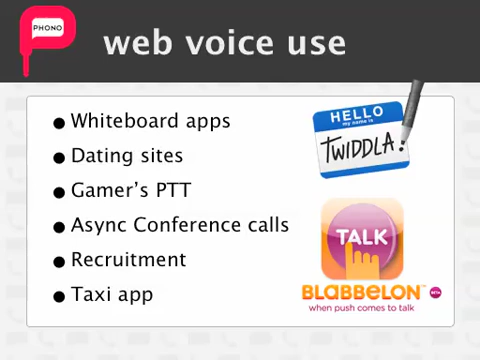 PHONO
web voice use
Whiteboard apps
Dating sites
Gamer's PTT
Async Conference calls
Recruitment
Taxi app
HELLO
my name is
TWIDDLA!
TALK
BLABBELON BETA
when push comes to talk